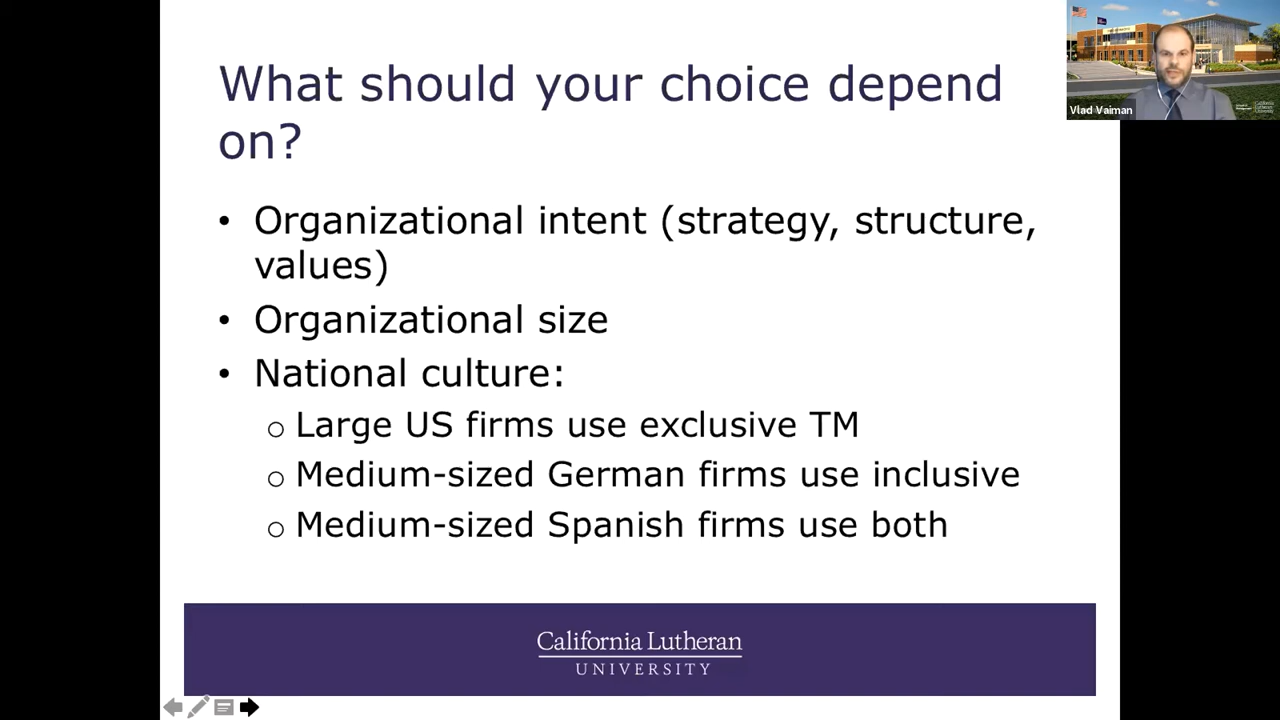 What should your choice depend
on?
• Organizational intent (strategy, structure,
values)
• Organizational size
• National culture:
o Large US firms use exclusive TM
o Medium-sized German firms use inclusive
o Medium-sized Spanish firms use both
California Lutheran
UNIVERSITY
Vlad Vaiman